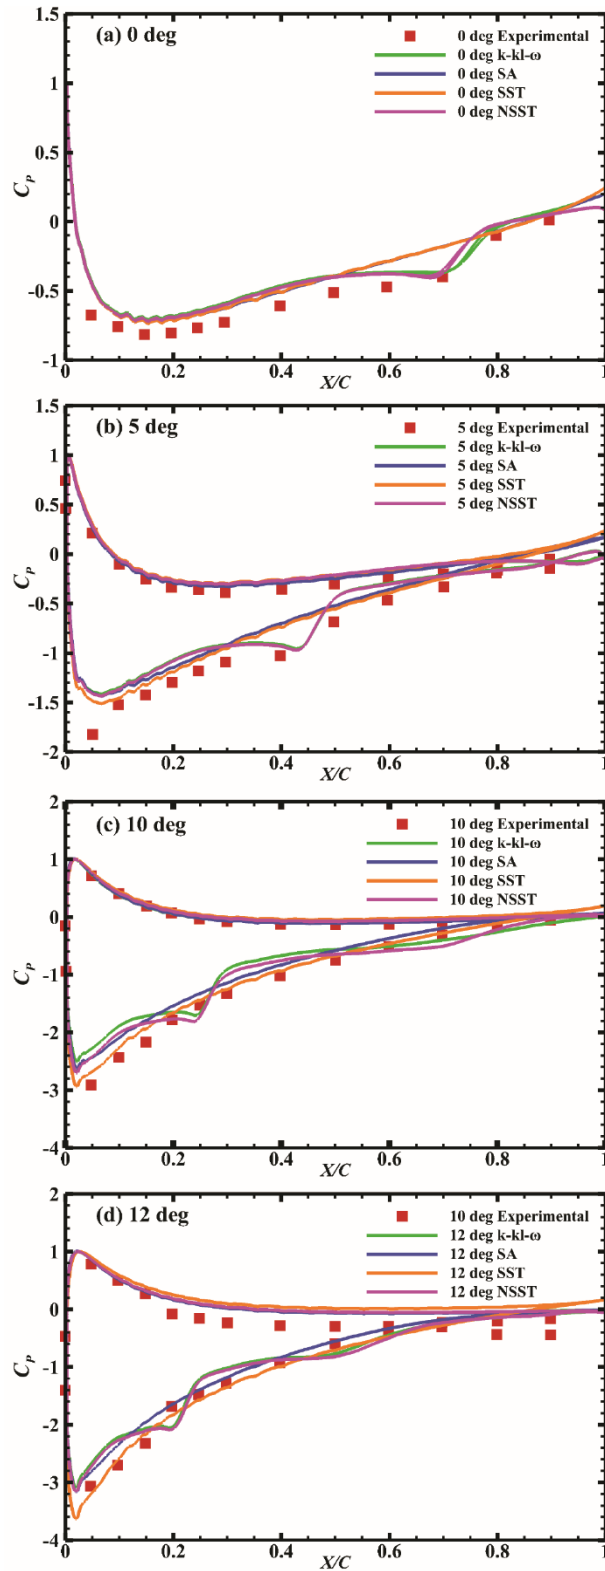 (a) 0 deg
0 deg Experimental
0 deg k-kl-ω
0 deg SA
0 deg SST
0 deg NSST
1.5
1
0.5
0
-0.5
-1
C_P
0 0.2 0.4 0.6 0.8 1
X/C
(b) 5 deg
5 deg Experimental
5 deg k-kl-ω
5 deg SA
5 deg SST
5 deg NSST
1.5
1
0.5
0
-0.5
-1
-1.5
-2
C_P
0 0.2 0.4 0.6 0.8 1
X/C
(c) 10 deg
10 deg Experimental
10 deg k-kl-ω
10 deg SA
10 deg SST
10 deg NSST
2
1
0
-1
-2
-3
-4
C_P
0 0.2 0.4 0.6 0.8 1
X/C
(d) 12 deg
10 deg Experimental
12 deg k-kl-ω
12 deg SA
12 deg SST
12 deg NSST
2
1
0
-1
-2
-3
-4
C_P
0 0.2 0.4 0.6 0.8 1
X/C